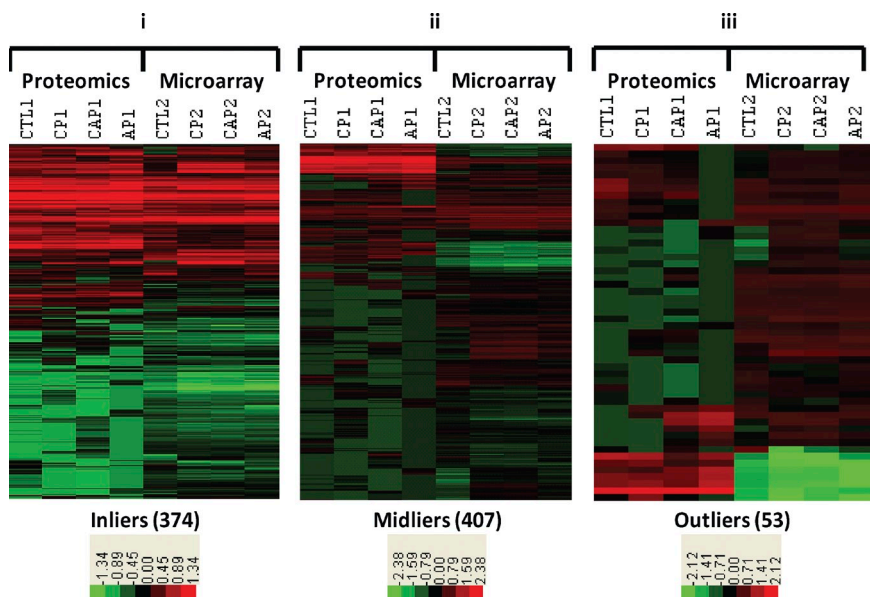 i ii iii
Proteomics Microarray Proteomics Microarray Proteomics Microarray
CTL1 CP1 CAP1 AP1 CTL2 CP2 CAP2 AP2 CTL1 CP1 CAP1 AP1 CTL2 CP2 CAP2 AP2 CTL1 CP1 CAP1 AP1 CTL2 CP2 CAP2 AP2
Inliers (374) Midliers (407) Outliers (53)
-1.34 -0.89 -0.45 0.00 0.45 0.89 1.34 -2.38 -1.59 -0.79 0.00 0.79 1.59 2.38 -2.12 -1.41 -0.71 0.00 0.71 1.41 2.12